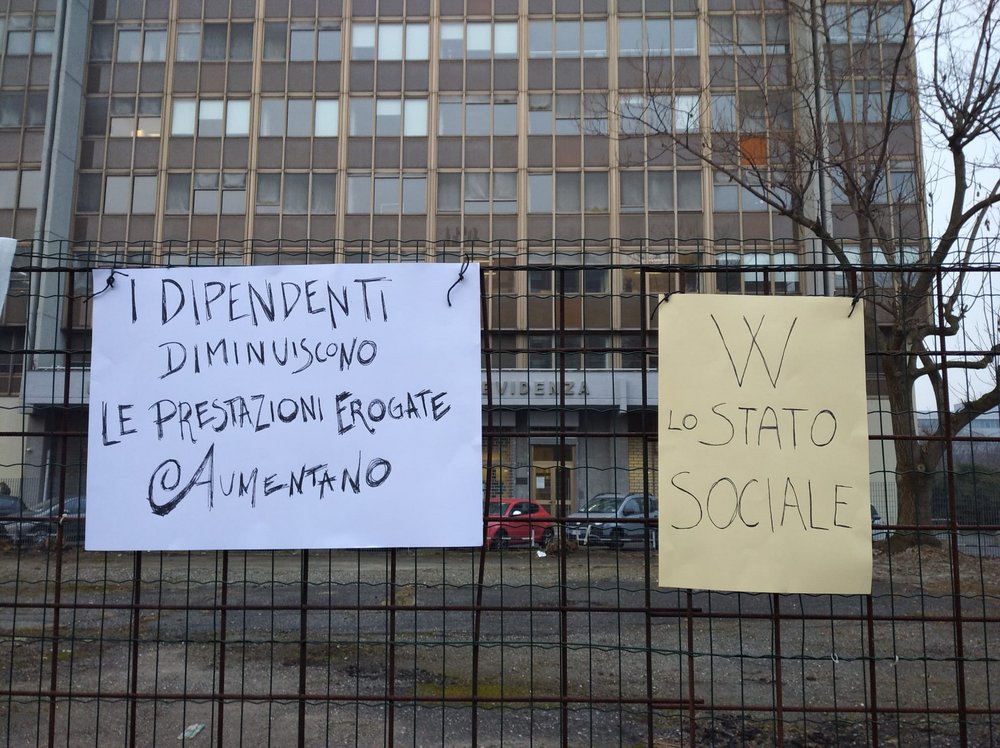 I DIPENDENTI
DIMINUISCONO
LE PRESTAZIONI EROGATE
AUMENTANO
EVIDENZA
W
LO STATO
SOCIALE